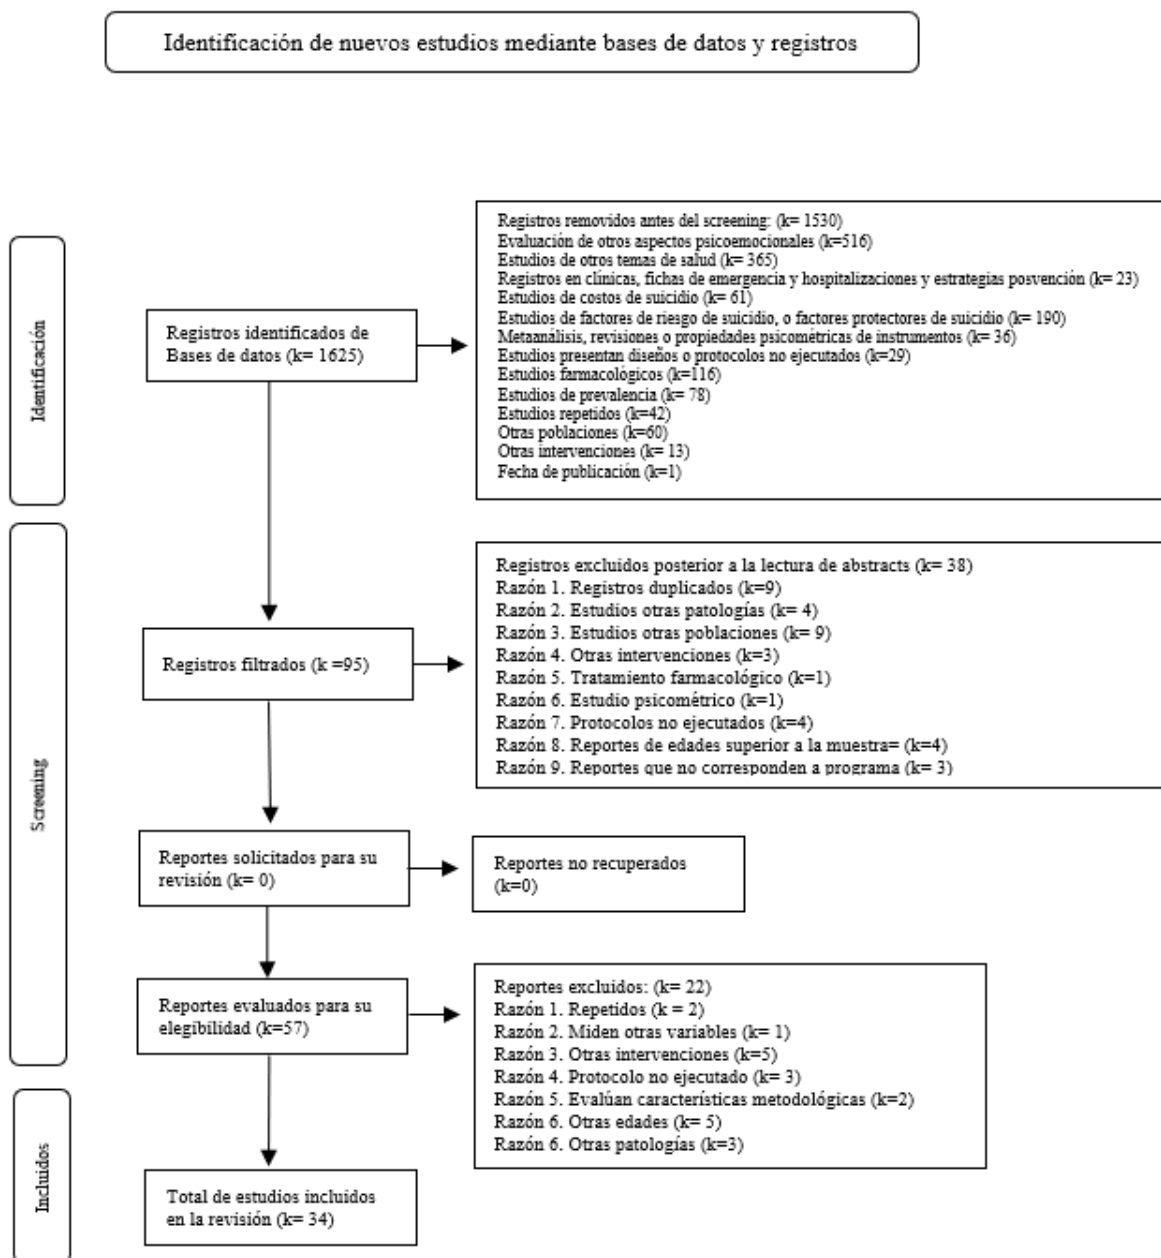 Identificación de nuevos estudios mediante bases de datos y registros
Identificación
Registros identificados de
Bases de datos (k= 1625)
Registros removidos antes del screening: (k= 1530)
Evaluación de otros aspectos psicoemocionales (k=516)
Estudios de otros temas de salud (k= 365)
Registros en clínicas, fichas de emergencia y hospitalizaciones y estrategias posvención (k= 23)
Estudios de costos de suicidio (k= 61)
Estudios de factores de riesgo de suicidio, o factores protectores de suicidio (k= 190)
Metaanálisis, revisiones o propiedades psicométricas de instrumentos (k= 36)
Estudios presentan diseños o protocolos no ejecutados (k=29)
Estudios farmacológicos (k=116)
Estudios de prevalencia (k= 78)
Estudios repetidos (k=42)
Otras poblaciones (k=60)
Otras intervenciones (k= 13)
Fecha de publicación (k=1)
Screening
Registros filtrados (k =95)
Registros excluidos posterior a la lectura de abstracts (k= 38)
Razón 1. Registros duplicados (k=9)
Razón 2. Estudios otras patologías (k= 4)
Razón 3. Estudios otras poblaciones (k= 9)
Razón 4. Otras intervenciones (k=3)
Razón 5. Tratamiento farmacológico (k=1)
Razón 6. Estudio psicométrico (k=1)
Razón 7. Protocolos no ejecutados (k=4)
Razón 8. Reportes de edades superior a la muestra= (k=4)
Razón 9. Reportes que no corresponden a programa (k= 3)
Reportes solicitados para su
revisión (k= 0)
Reportes no recuperados
(k=0)
Reportes evaluados para su
elegibilidad (k=57)
Reportes excluidos: (k= 22)
Razón 1. Repetidos (k = 2)
Razón 2. Miden otras variables (k= 1)
Razón 3. Otras intervenciones (k=5)
Razón 4. Protocolo no ejecutado (k= 3)
Razón 5. Evalúan características metodológicas (k=2)
Razón 6. Otras edades (k= 5)
Razón 6. Otras patologías (k=3)
Incluidos
Total de estudios incluidos
en la revisión (k= 34)